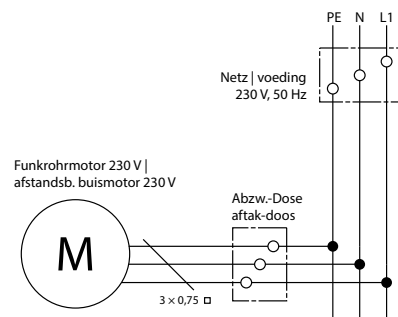 PE N L1
Netz | voeding
230 V, 50 Hz
Funkrohrmotor 230 V |
afstandsb. buismotor 230 V
Abzw.-Dose
aftak-doos
M
3 × 0,75 □